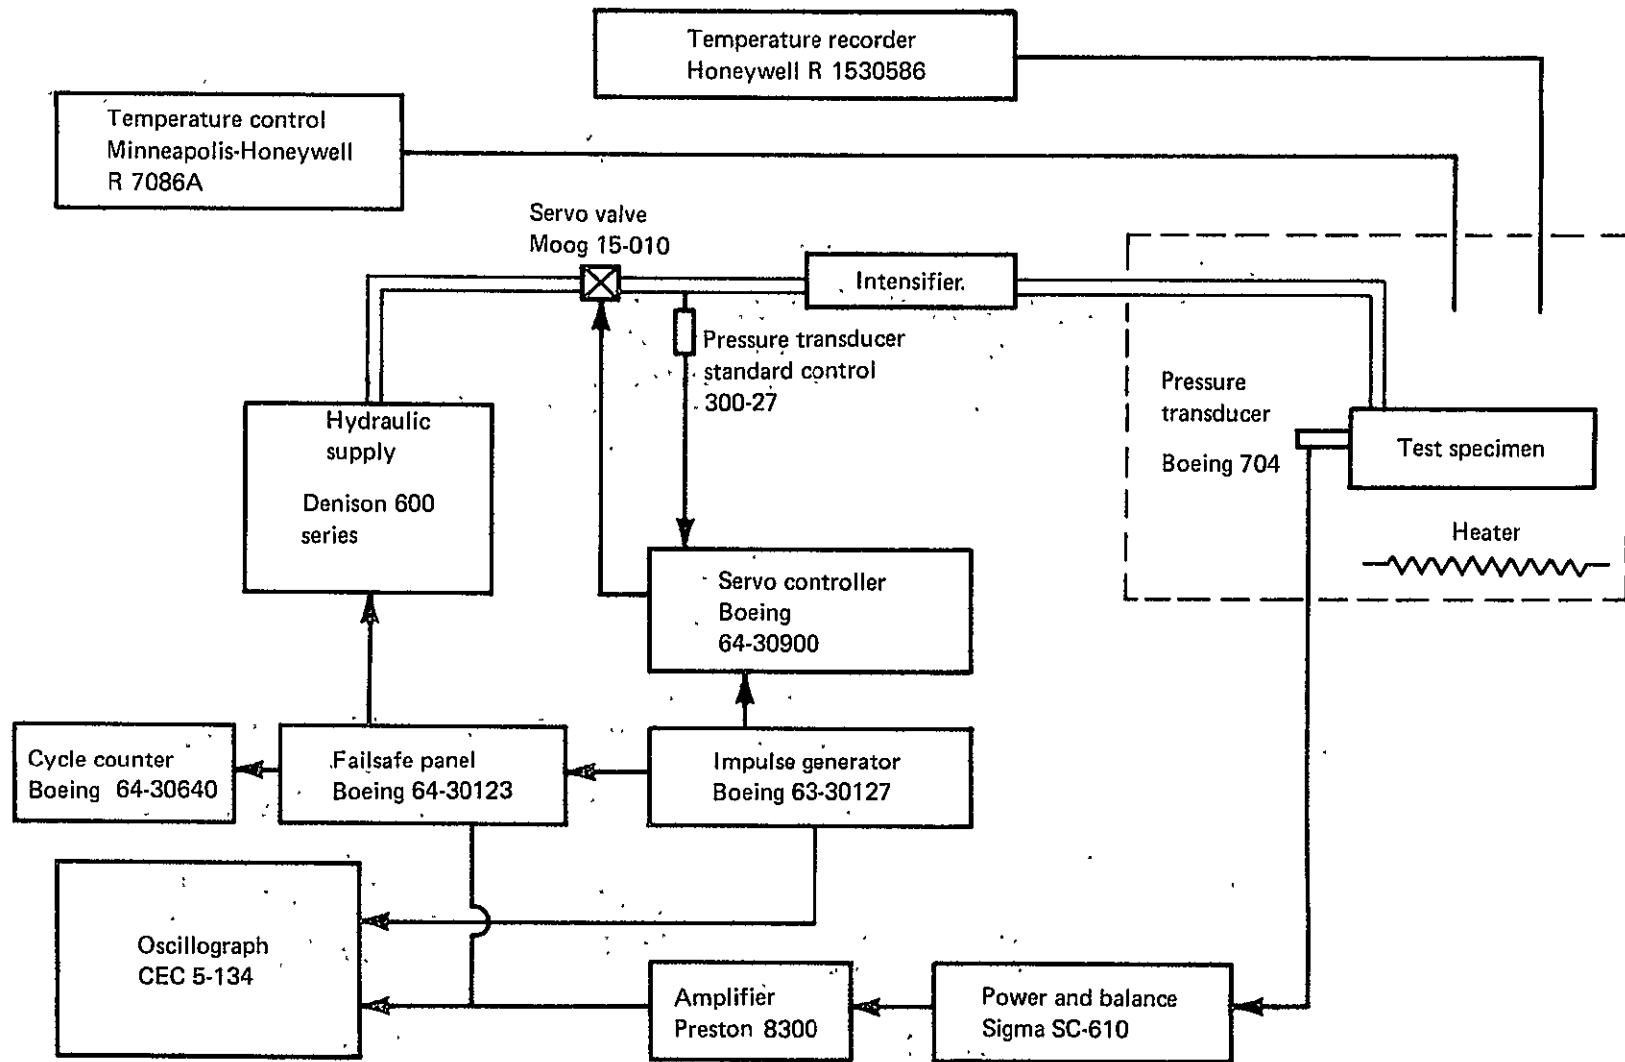 Temperature recorder
Honeywell R 1530586
Temperature control
Minneapolis-Honeywell
R 7086A
Servo valve
Moog 15-010
Intensifier.
Pressure transducer
standard control
300-27
Hydraulic
supply
Denison 600
series
Pressure
transducer
Boeing 704
Test specimen
Heater
Servo controller
Boeing
64-30900
Cycle counter
Boeing 64-30640
Failsafe panel
Boeing 64-30123
Impulse generator
Boeing 63-30127
Oscillograph
CEC 5-134
Amplifier
Preston 8300
Power and balance
Sigma SC-610